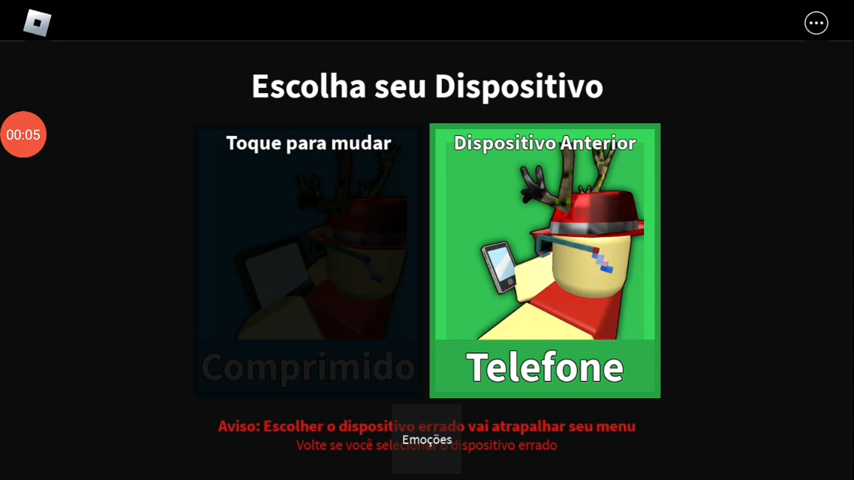 Escolha seu Dispositivo
00:05
Toque para mudar
Dispositivo Anterior
Comprimido
Telefone
Aviso: Escolher o dispositivo errado vai atrapalhar seu menu
Emoções
Volte se você selecionar o dispositivo errado